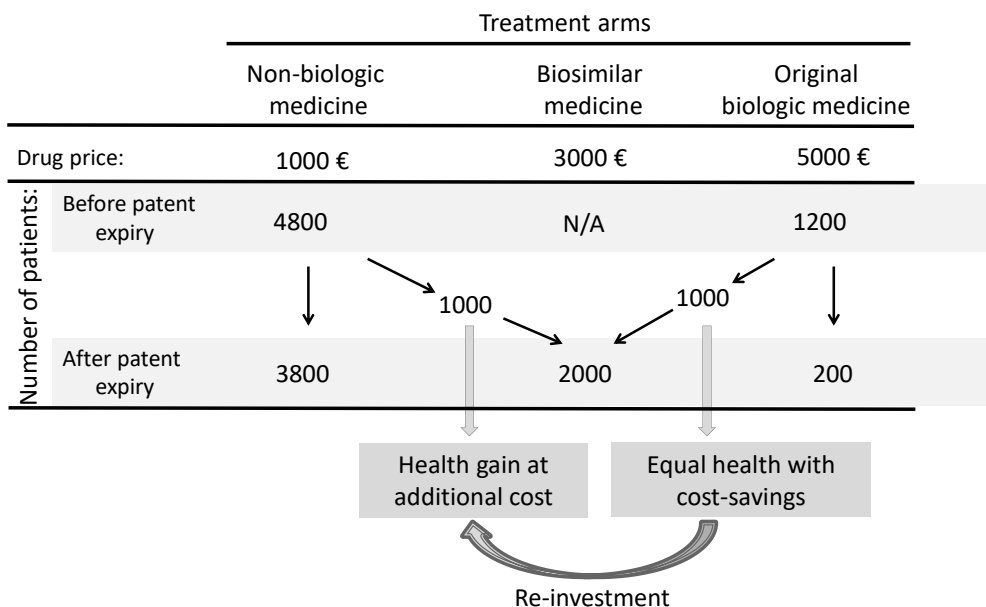 Treatment arms
Non-biologic
medicine
Biosimilar
medicine
Original
biologic medicine
Drug price:
1000 €
3000 €
5000 €
Number of patients:
Before patent
expiry
4800
N/A
1200
1000
1000
After patent
expiry
3800
2000
200
Health gain at
additional cost
Equal health with
cost-savings
Re-investment